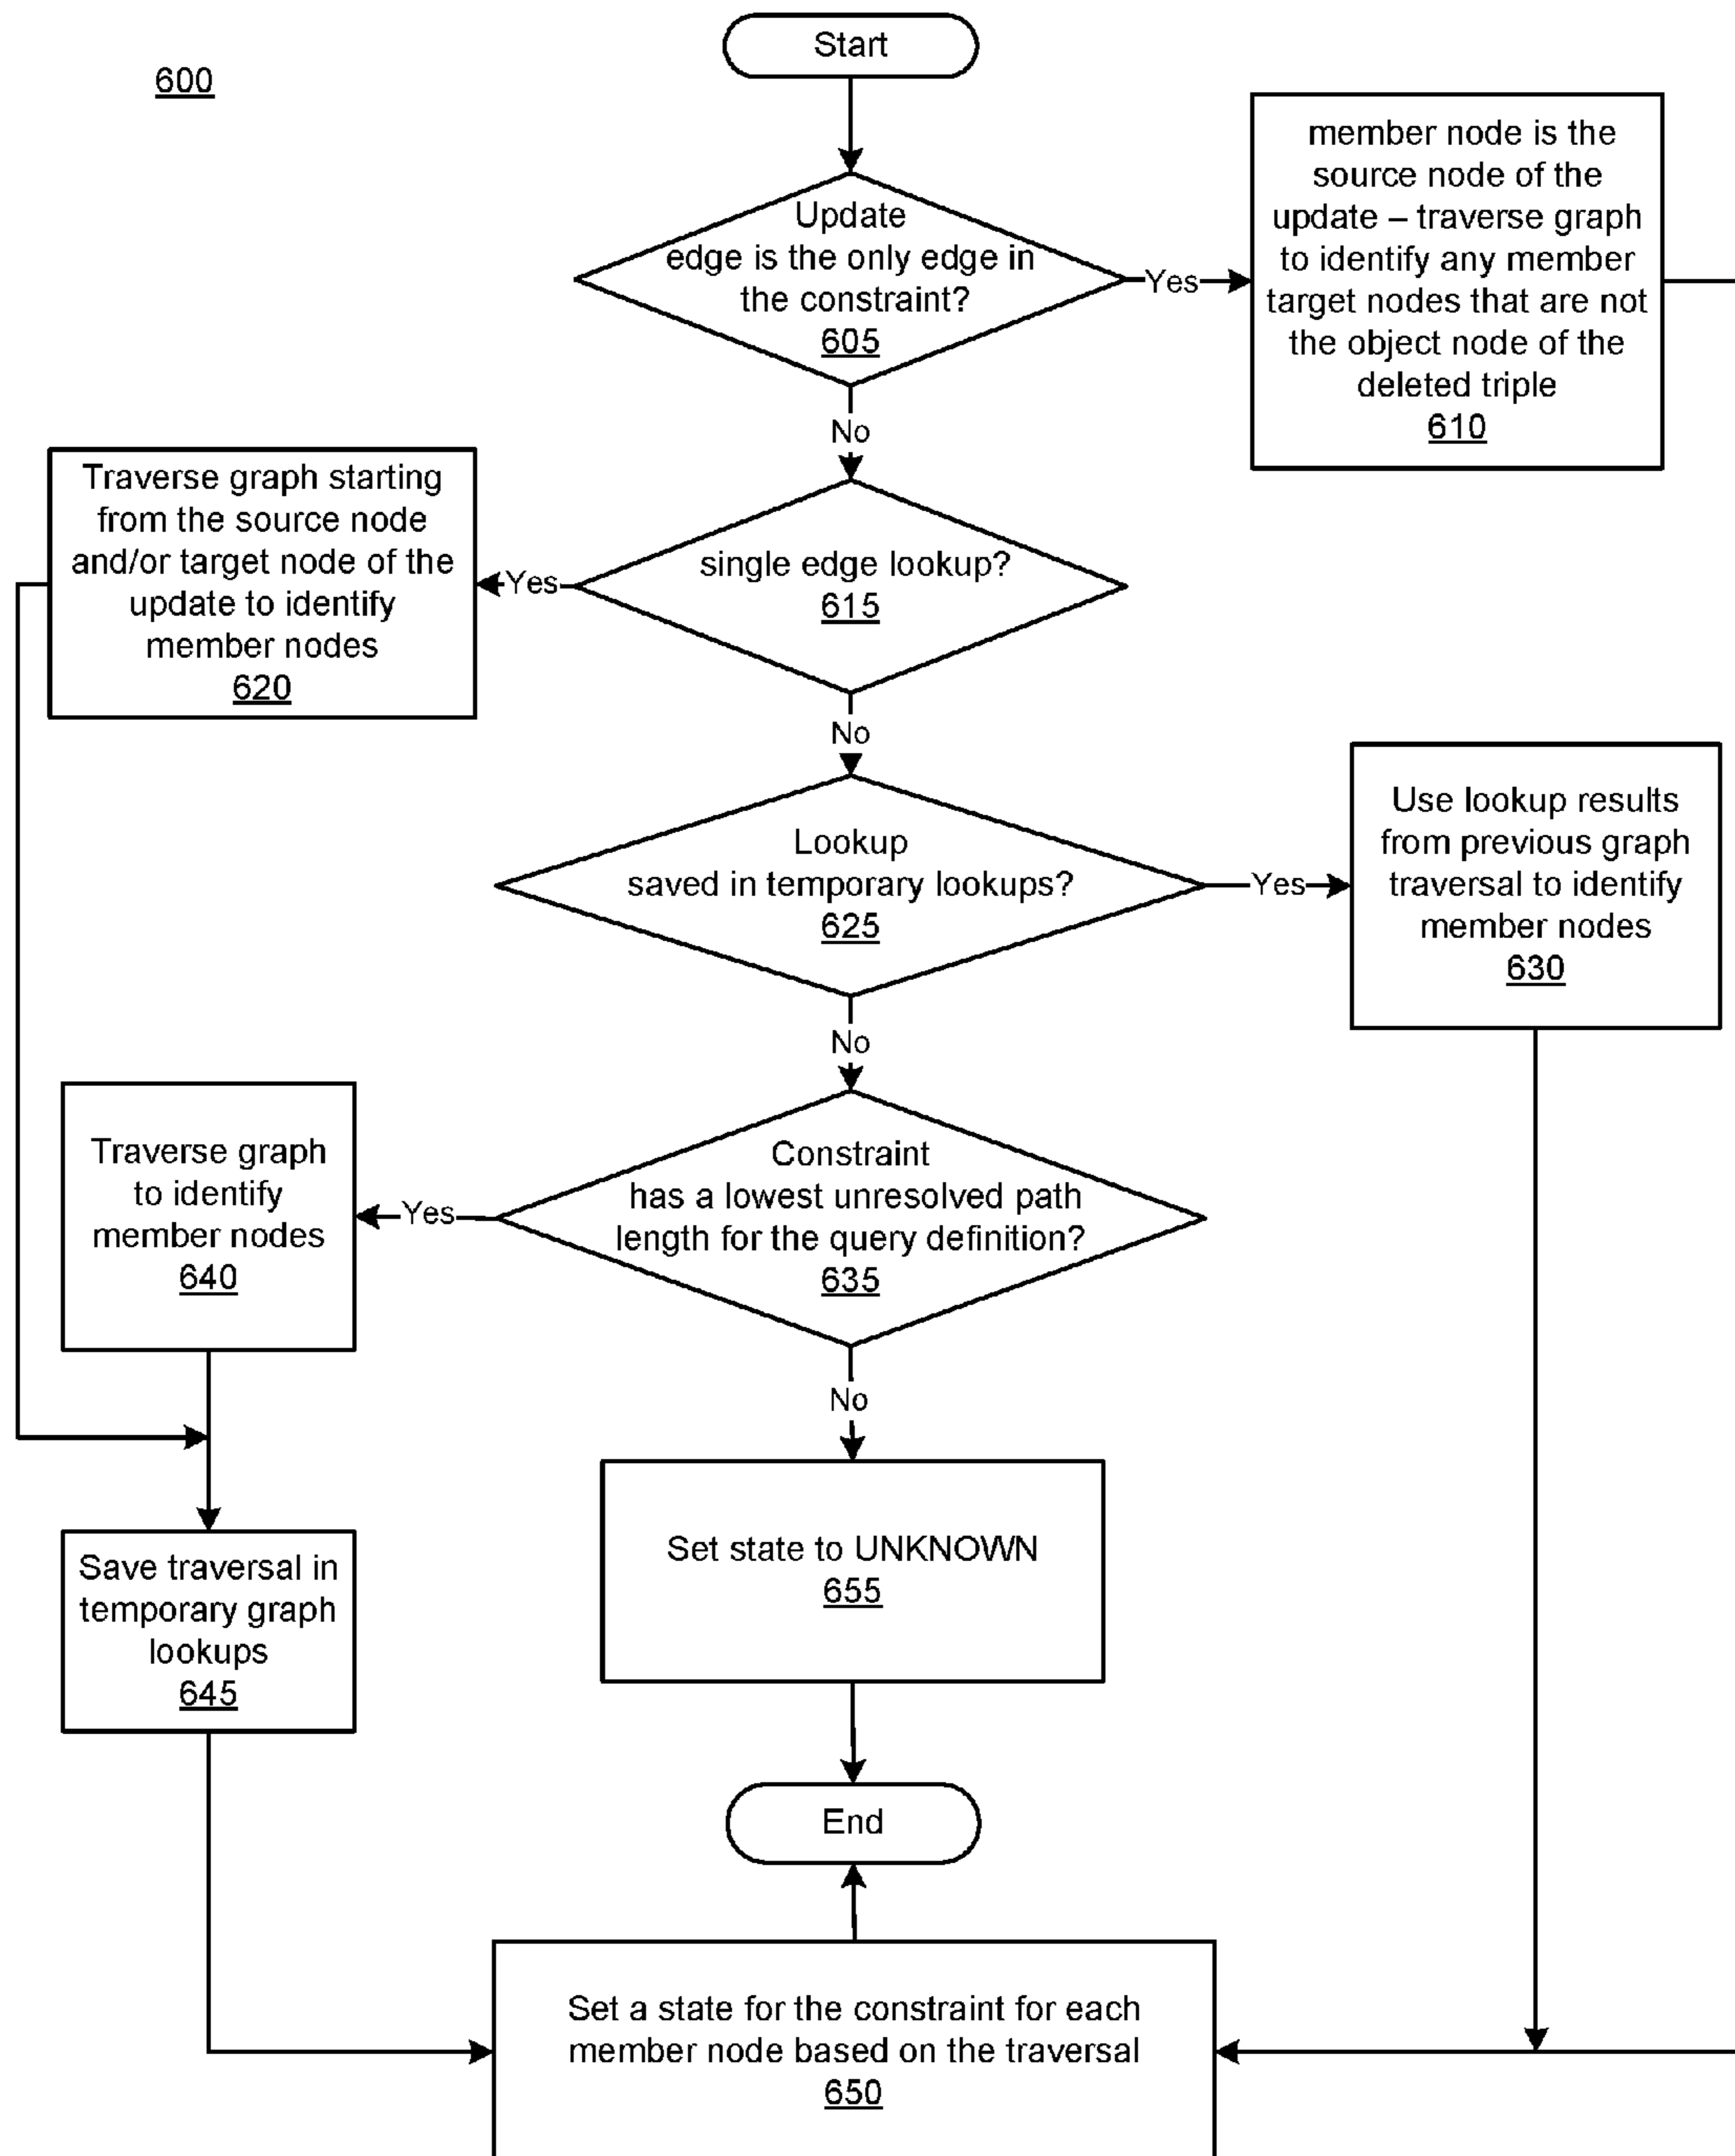 600
Start
Update
edge is the only edge in
the constraint?
605
Yes
member node is the
source node of the
update – traverse graph
to identify any member
target nodes that are not
the object node of the
deleted triple
610
No
Traverse graph starting
from the source node
and/or target node of the
update to identify
member nodes
620
Yes
single edge lookup?
615
No
Lookup
saved in temporary lookups?
625
Yes
Use lookup results
from previous graph
traversal to identify
member nodes
630
No
Traverse graph
to identify
member nodes
640
Yes
Constraint
has a lowest unresolved path
length for the query definition?
635
No
Save traversal in
temporary graph
lookups
645
Set state to UNKNOWN
655
End
Set a state for the constraint for each
member node based on the traversal
650